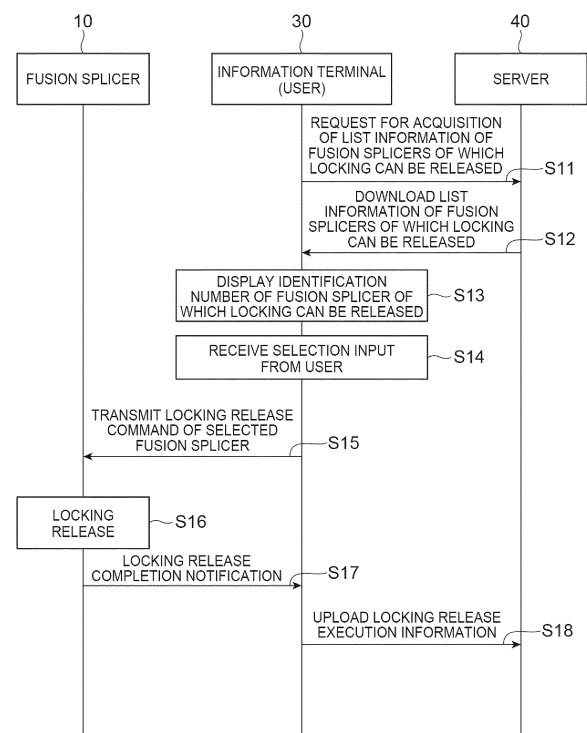 10
30
40
FUSION SPLICER
INFORMATION TERMINAL
(USER)
SERVER
REQUEST FOR ACQUISITION
OF LIST INFORMATION OF
FUSION SPLICERS OF WHICH
LOCKING CAN BE RELEASED
S11
DOWNLOAD LIST
INFORMATION OF FUSION
SPLICERS OF WHICH LOCKING
CAN BE RELEASED
S12
DISPLAY IDENTIFICATION
NUMBER OF FUSION SPLICER OF
WHICH LOCKING CAN BE RELEASED
S13
RECEIVE SELECTION INPUT
FROM USER
S14
TRANSMIT LOCKING RELEASE
COMMAND OF SELECTED
FUSION SPLICER
S15
LOCKING
RELEASE
S16
LOCKING RELEASE
COMPLETION NOTIFICATION
S17
UPLOAD LOCKING RELEASE
EXECUTION INFORMATION
S18